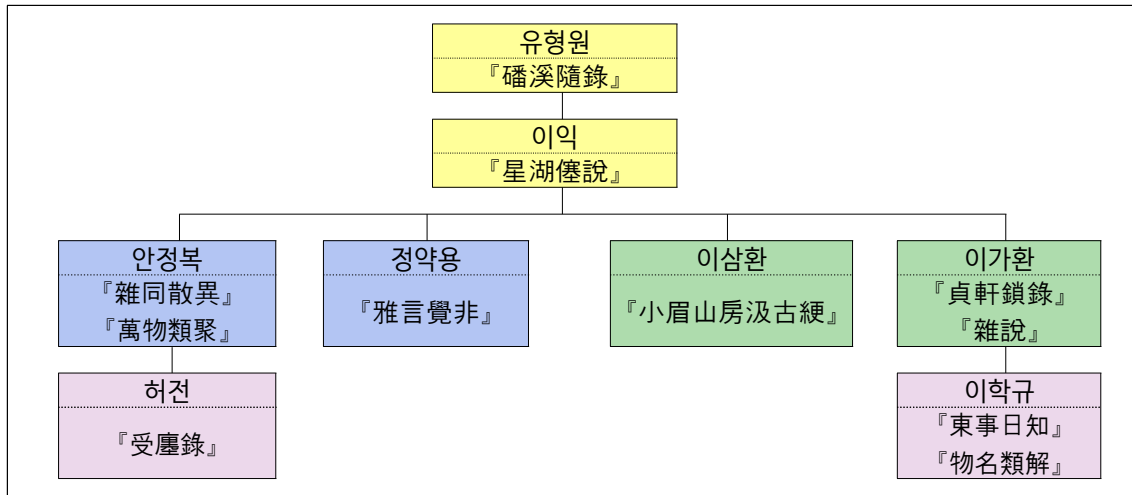 유형원
『磻溪隨錄』
이익
『星湖僿說』
안정복
『雜同散異』
『萬物類聚』
정약용
『雅言覺非』
이삼환
『小眉山房汲古綆』
이가환
『貞軒鎖錄』
『雜說』
허전
『受廛錄』
이학규
『東事日知』
『物名類解』